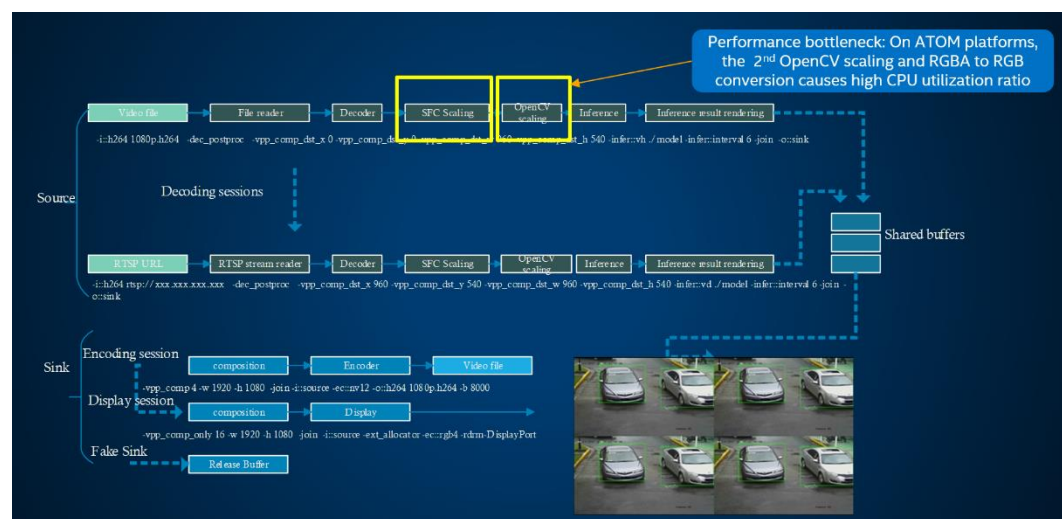 Performance bottleneck: On ATOM platforms,
the 2nd OpenCV scaling and RGBA to RGB
conversion causes high CPU utilization ratio
Video file
File reader
Decoder
SFC Scaling
OpenCV
scaling
Inference
Inference result rendering
-i::h264 1080p.h264 -dec_postproc -vpp_comp_dst_x 0 -vpp_comp_dst_y 0 -vpp_comp_dst_w 960 -vpp_comp_dst_h 540 -infer::vh ./model -infer::interval 6 -join -o::sink
Source
Decoding sessions
Shared buffers
RTSP URL
RTSP stream reader
Decoder
SFC Scaling
OpenCV
scaling
Inference
Inference result rendering
-i::h264 rtsp://xxx.xxx.xxx.xxx -dec_postproc -vpp_comp_dst_x 960 -vpp_comp_dst_y 540 -vpp_comp_dst_w 960 -vpp_comp_dst_h 540 -infer::vd ./model -infer::interval 6 -join -
o::sink
Sink
Encoding session
composition
Encoder
Video file
-vpp_comp 4 -w 1920 -h 1080 -join -i::source -ec::nv12 -o::h264 1080p.h264 -b 8000
Display session
composition
Display
-vpp_comp_only 16 -w 1920 -h 1080 -join -i::source -ext_allocator -ec::rgb4 -rdrm-DisplayPort
Fake Sink
Release Buffer